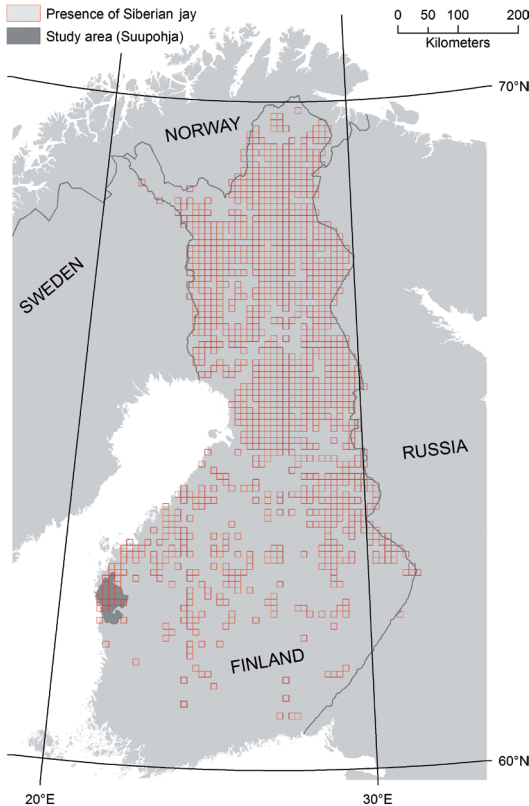 Presence of Siberian jay
Study area (Suupohja)
0 50 100 200
Kilometers
70°N
NORWAY
SWEDEN
RUSSIA
FINLAND
60°N
20°E
30°E